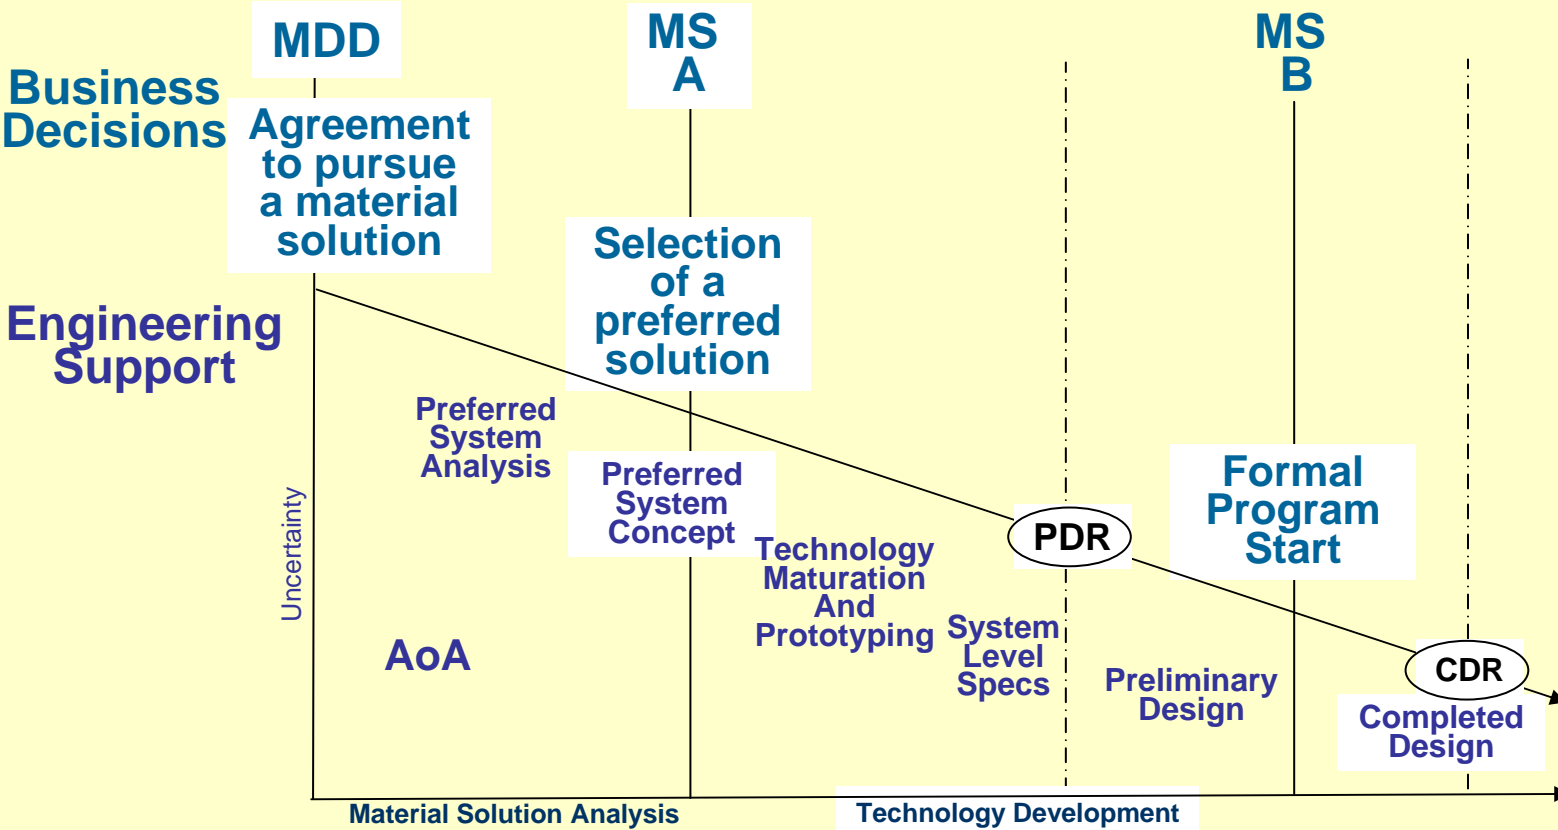 MDD
MS
A
MS
B
Business
Decisions
Agreement
to pursue
a material
solution
Selection
of a
preferred
solution
Engineering
Support
Preferred
System
Analysis
Preferred
System
Concept
Formal
Program
Start
Uncertainty
PDR
Technology
Maturation
And
Prototyping
AoA
System
Level
Specs
Preliminary
Design
CDR
Completed
Design
Material Solution Analysis
Technology Development